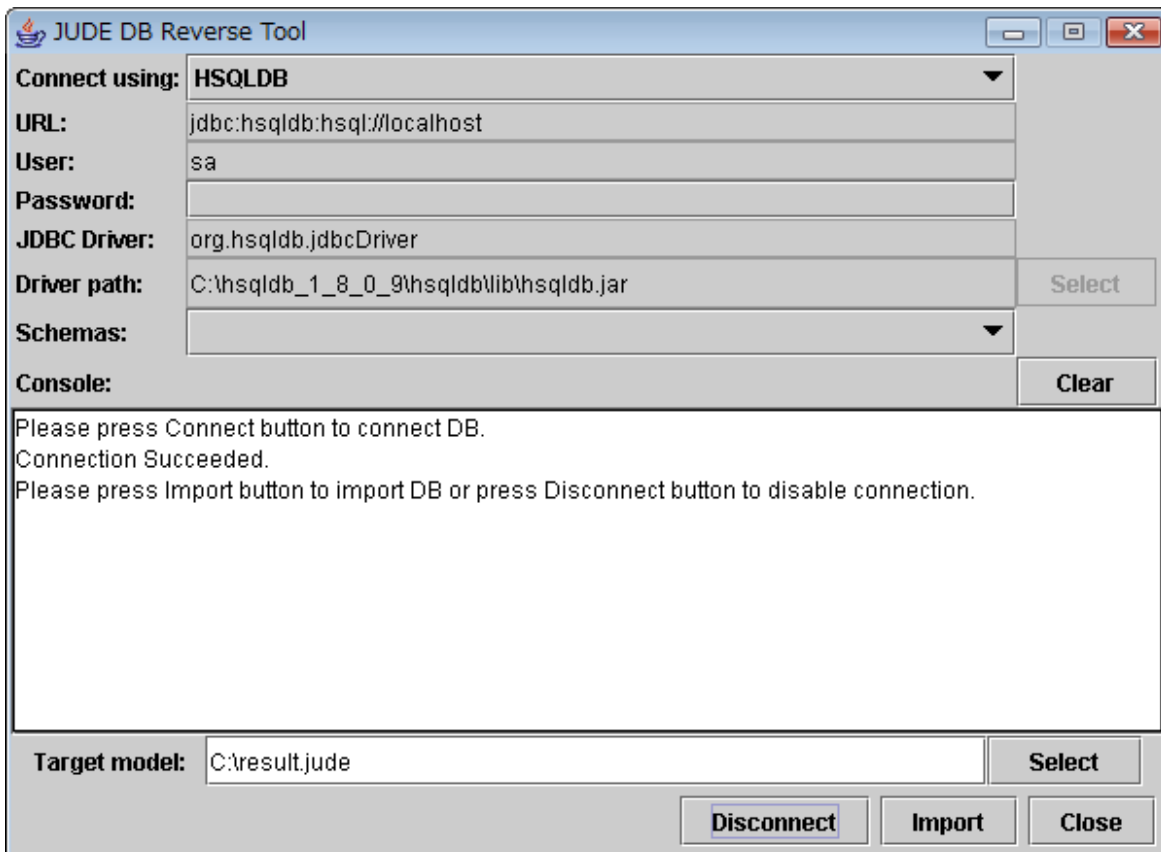 JUDE DB Reverse Tool
Connect using: HSQLDB
URL: jdbc:hsqldb:hsql://localhost
User: sa
Password:
JDBC Driver: org.hsqldb.jdbcDriver
Driver path: C:\hsqldb_1_8_0_9\hsqldb\lib\hsqldb.jar Select
Schemas:
Console: Clear
Please press Connect button to connect DB.
Connection Succeeded.
Please press Import button to import DB or press Disconnect button to disable connection.
Target model: C:\result.jude Select
Disconnect Import Close